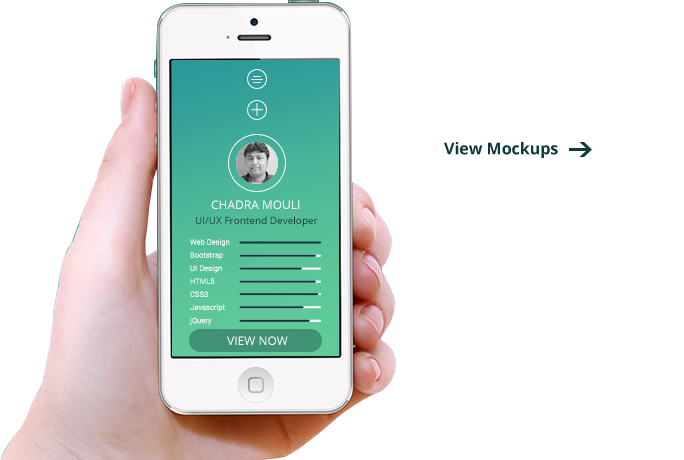 CHADRA MOULI
UI/UX Frontend Developer
Web Design
Bootstrap
UI Design
HTML5
CSS3
Javascript
jQuery
VIEW NOW
View Mockups